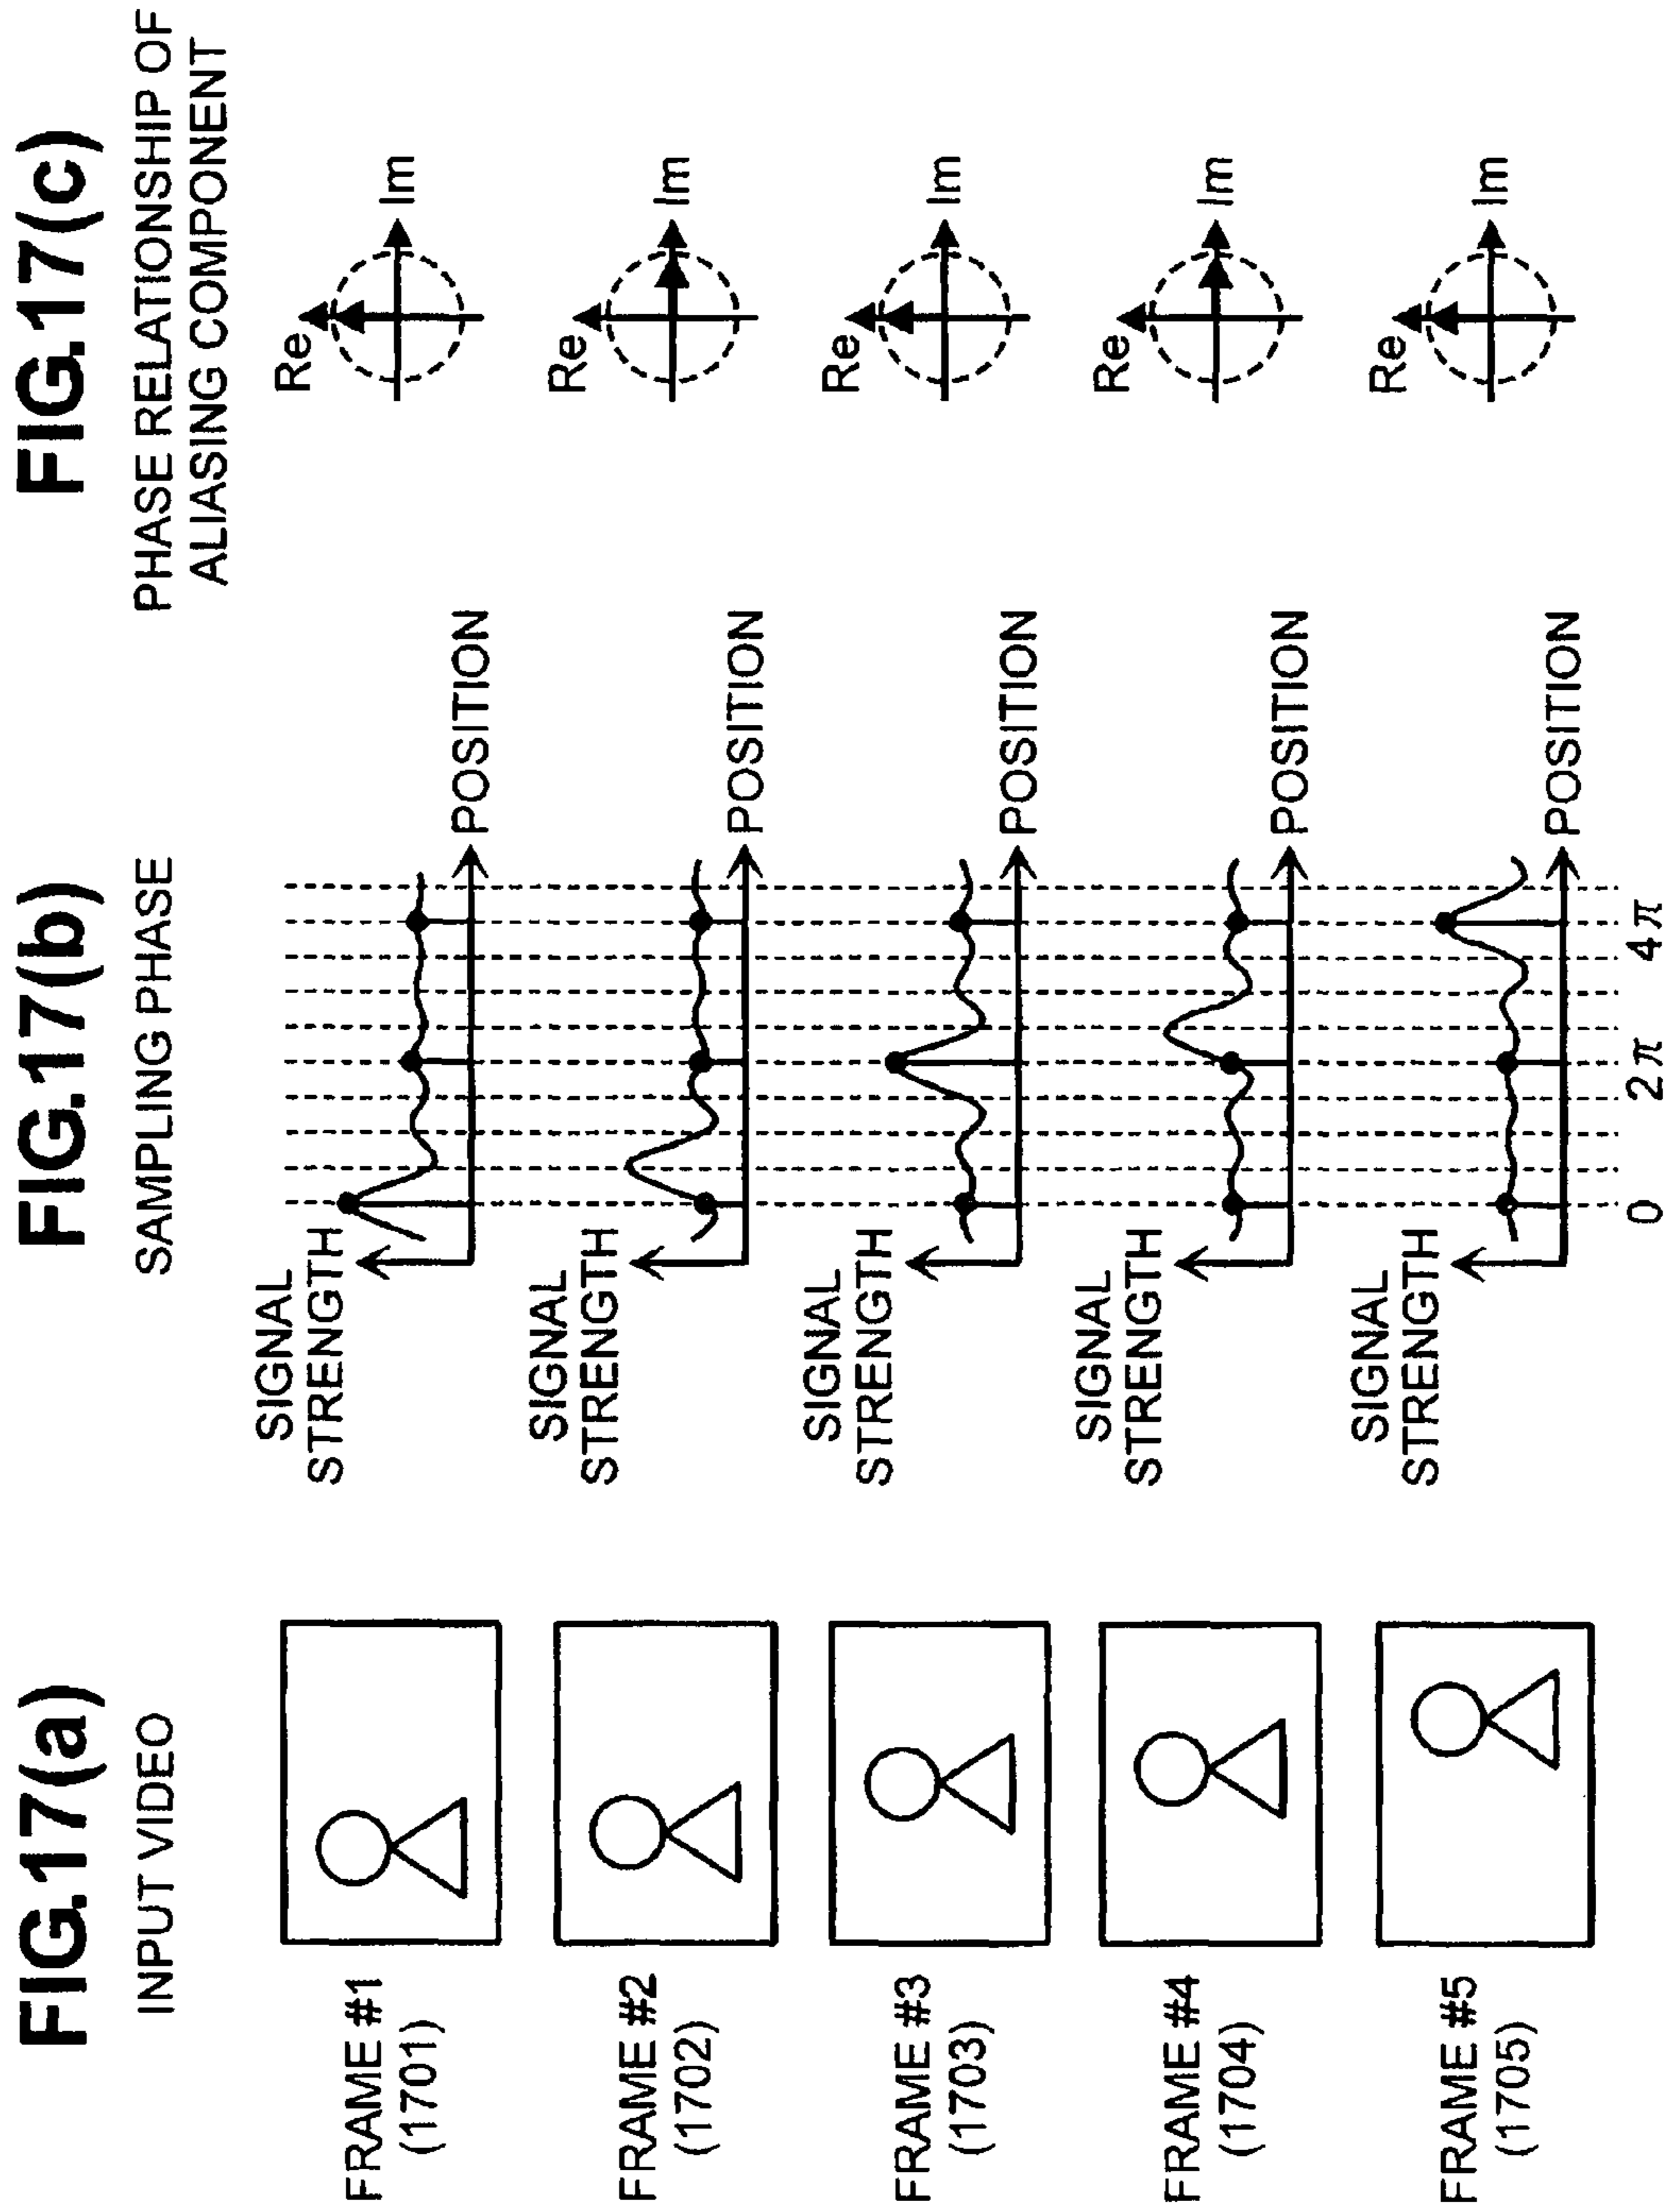 FIG.17(a)
INPUT VIDEO
FIG.17(b)
SAMPLING PHASE
FIG.17(c)
PHASE RELATIONSHIP OF
ALIASING COMPONENT
FRAME #1
(1701)
SIGNAL
STRENGTH
POSITION
Re
Im
FRAME #2
(1702)
SIGNAL
STRENGTH
POSITION
Re
Im
FRAME #3
(1703)
SIGNAL
STRENGTH
POSITION
Re
Im
FRAME #4
(1704)
SIGNAL
STRENGTH
POSITION
Re
Im
FRAME #5
(1705)
SIGNAL
STRENGTH
POSITION
Re
Im
0 2π 4π